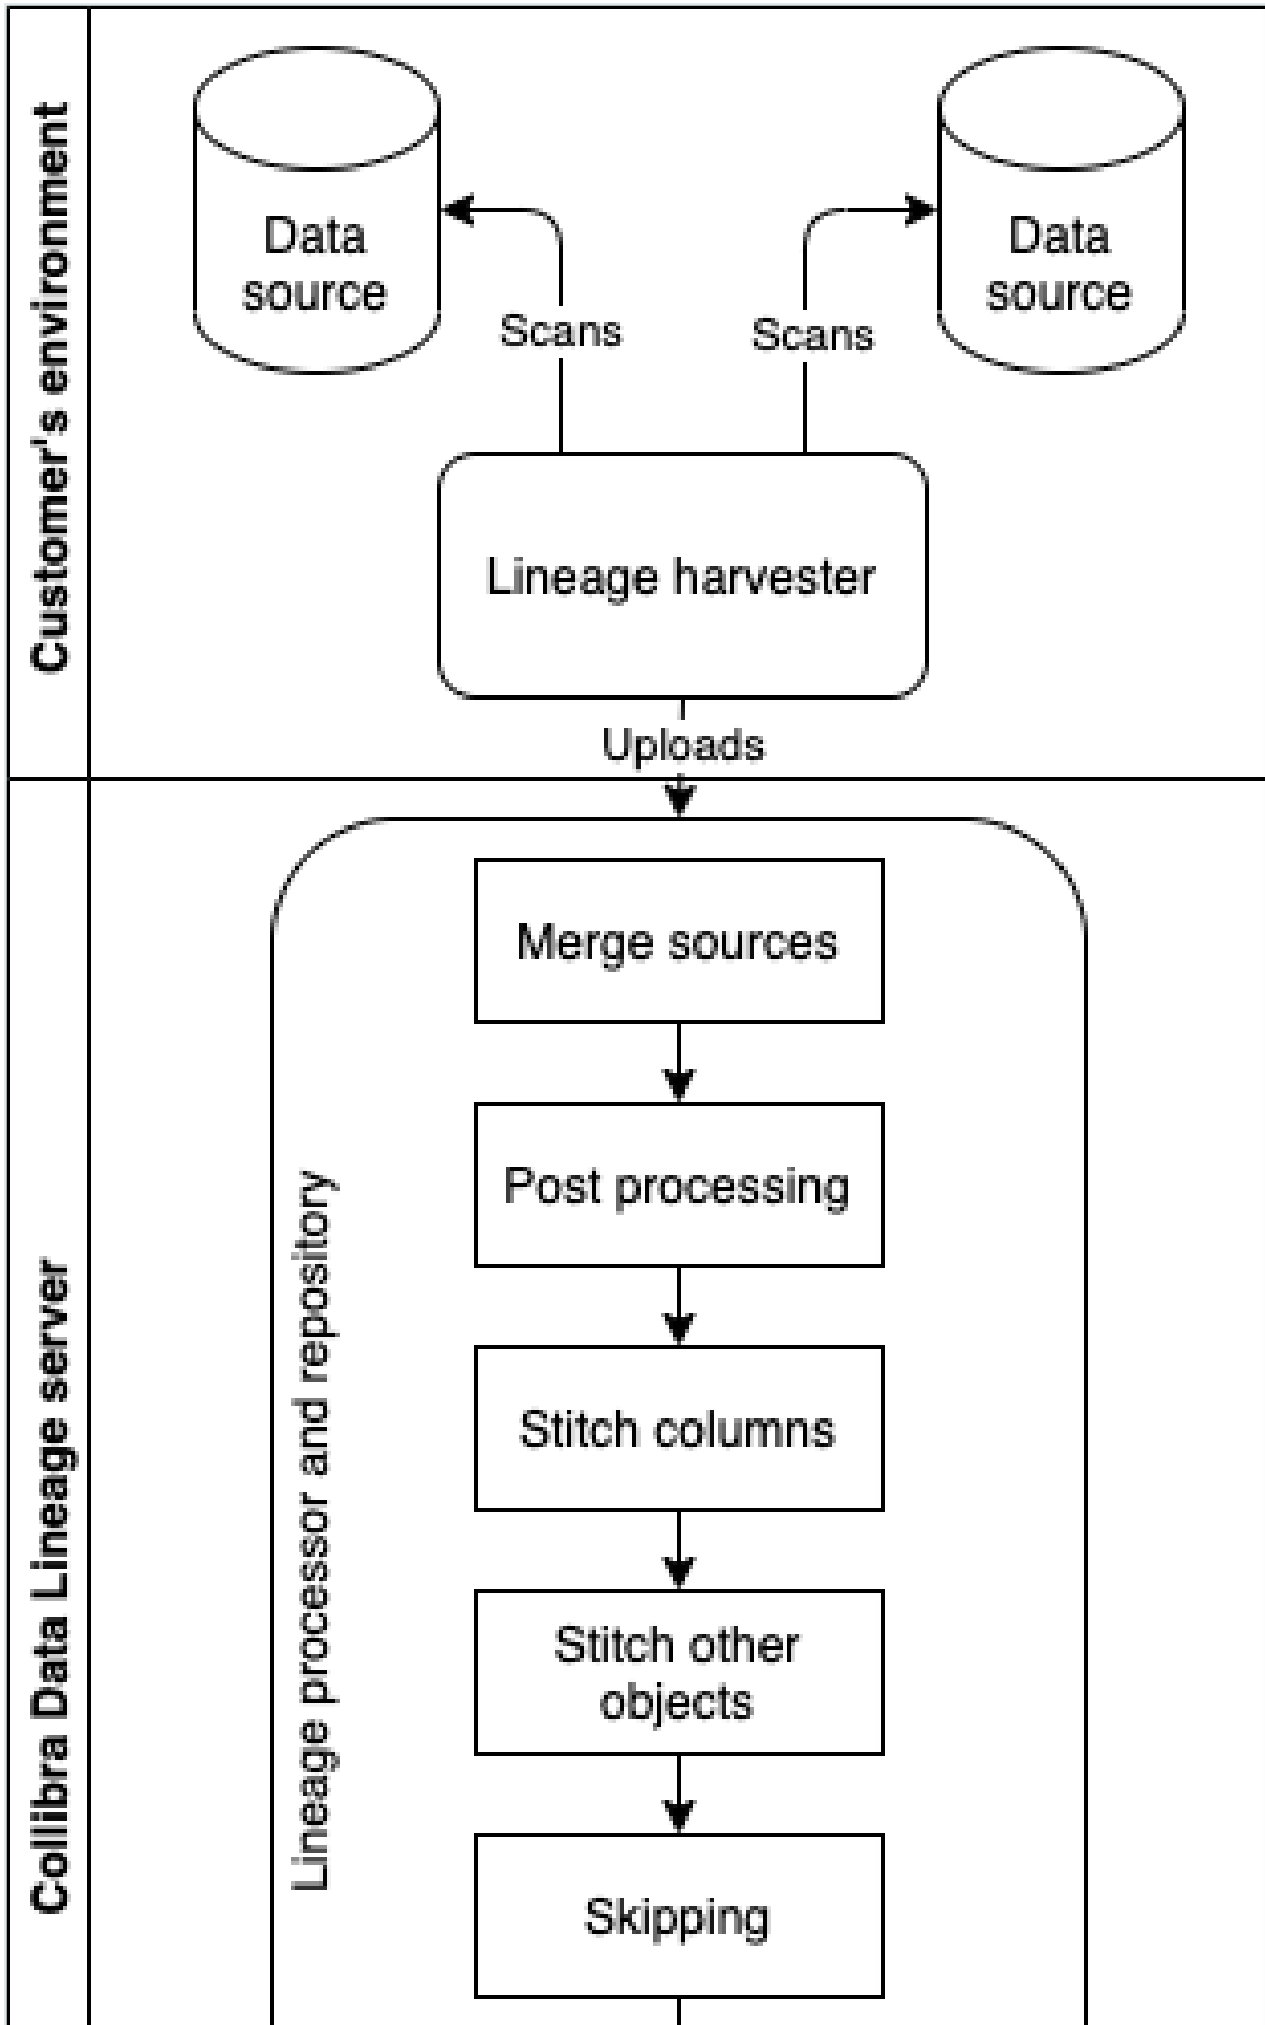 Customer's environment
Data
source
Data
source
Scans
Scans
Lineage harvester
Uploads
Collibra Data Lineage server
Lineage processor and repository
Merge sources
Post processing
Stitch columns
Stitch other
objects
Skipping